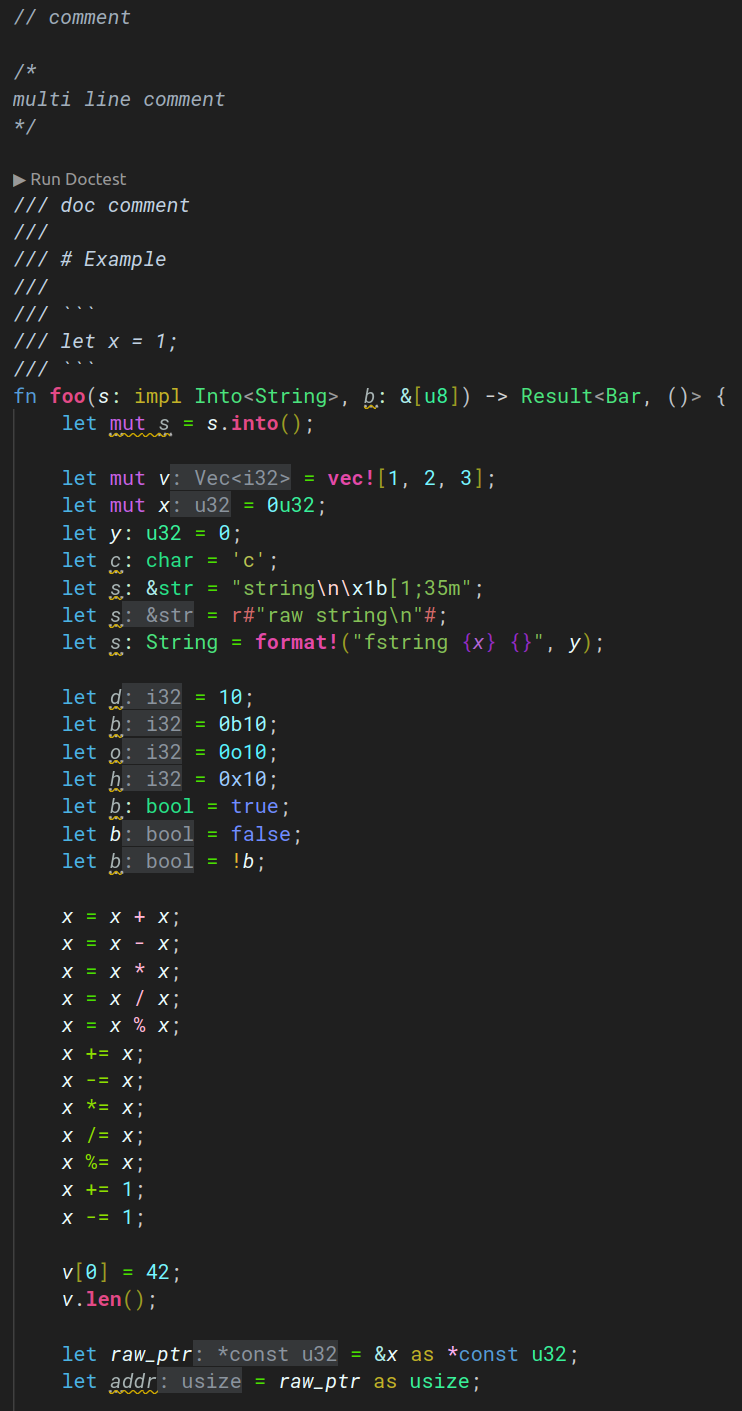 // comment

/*
multi line comment
*/

▶ Run Doctest
/// doc comment
///
/// # Example
///
/// ```
/// let x = 1;
/// ```
fn foo(s: impl Into<String>, b: &[u8]) -> Result<Bar, ()> {
    let mut s = s.into();

    let mut v: Vec<i32> = vec![1, 2, 3];
    let mut x: u32 = 0u32;
    let y: u32 = 0;
    let c: char = 'c';
    let s: &str = "string\n\x1b[1;35m";
    let s: &str = r#"raw string\n"#;
    let s: String = format!("fstring {x} {}", y);

    let d: i32 = 10;
    let b: i32 = 0b10;
    let o: i32 = 0o10;
    let h: i32 = 0x10;
    let b: bool = true;
    let b: bool = false;
    let b: bool = !b;

    x = x + x;
    x = x - x;
    x = x * x;
    x = x / x;
    x = x % x;
    x += x;
    x -= x;
    x *= x;
    x /= x;
    x %= x;
    x += 1;
    x -= 1;

    v[0] = 42;
    v.len();

    let raw_ptr: *const u32 = &x as *const u32;
    let addr: usize = raw_ptr as usize;